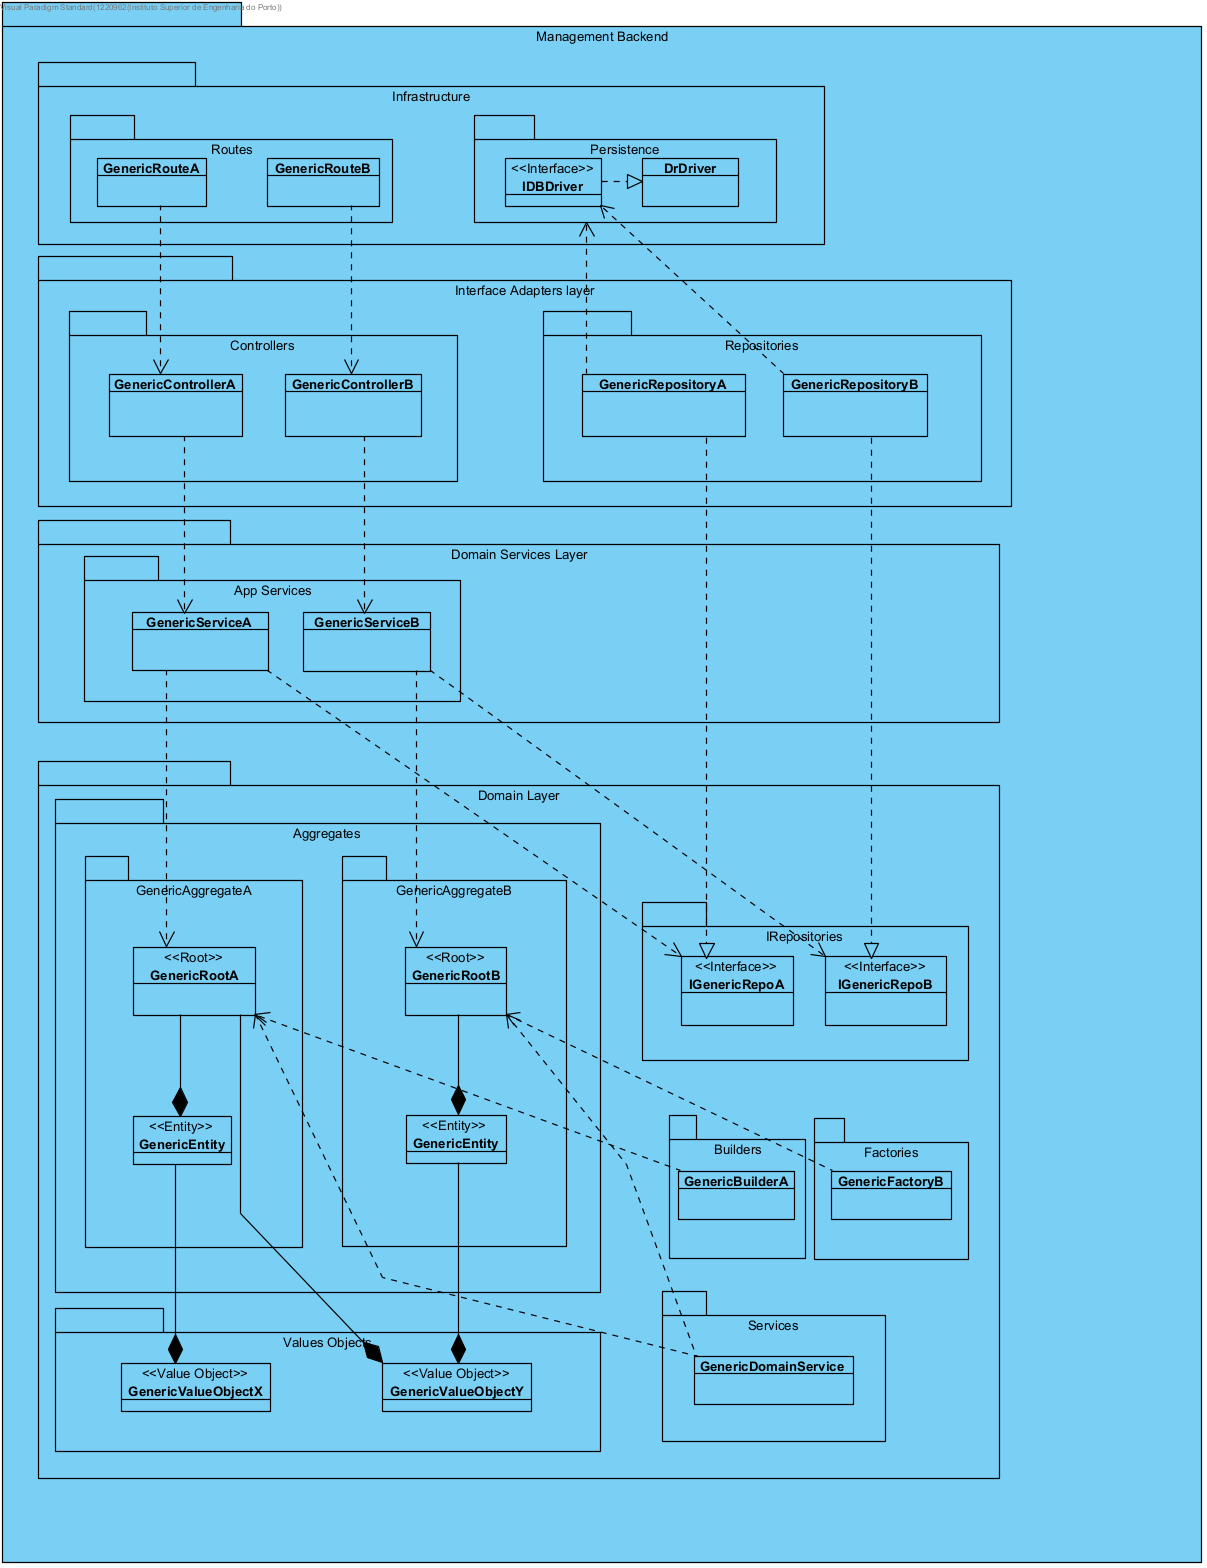 Visual Paradigm Standard(1220962(Instituto Superior de Engenharia do Porto))
Management Backend
Infrastructure
Routes
GenericRouteA
GenericRouteB
Persistence
<<Interface>>
IDBDriver
DrDriver
Interface Adapters layer
Controllers
GenericControllerA
GenericControllerB
Repositories
GenericRepositoryA
GenericRepositoryB
Domain Services Layer
App Services
GenericServiceA
GenericServiceB
Domain Layer
Aggregates
GenericAggregateA
<<Root>>
GenericRootA
<<Entity>>
GenericEntity
GenericAggregateB
<<Root>>
GenericRootB
<<Entity>>
GenericEntity
IRepositories
<<Interface>>
IGenericRepoA
<<Interface>>
IGenericRepoB
Builders
GenericBuilderA
Factories
GenericFactoryB
Values Objects
<<Value Object>>
GenericValueObjectX
<<Value Object>>
GenericValueObjectY
Services
GenericDomainService